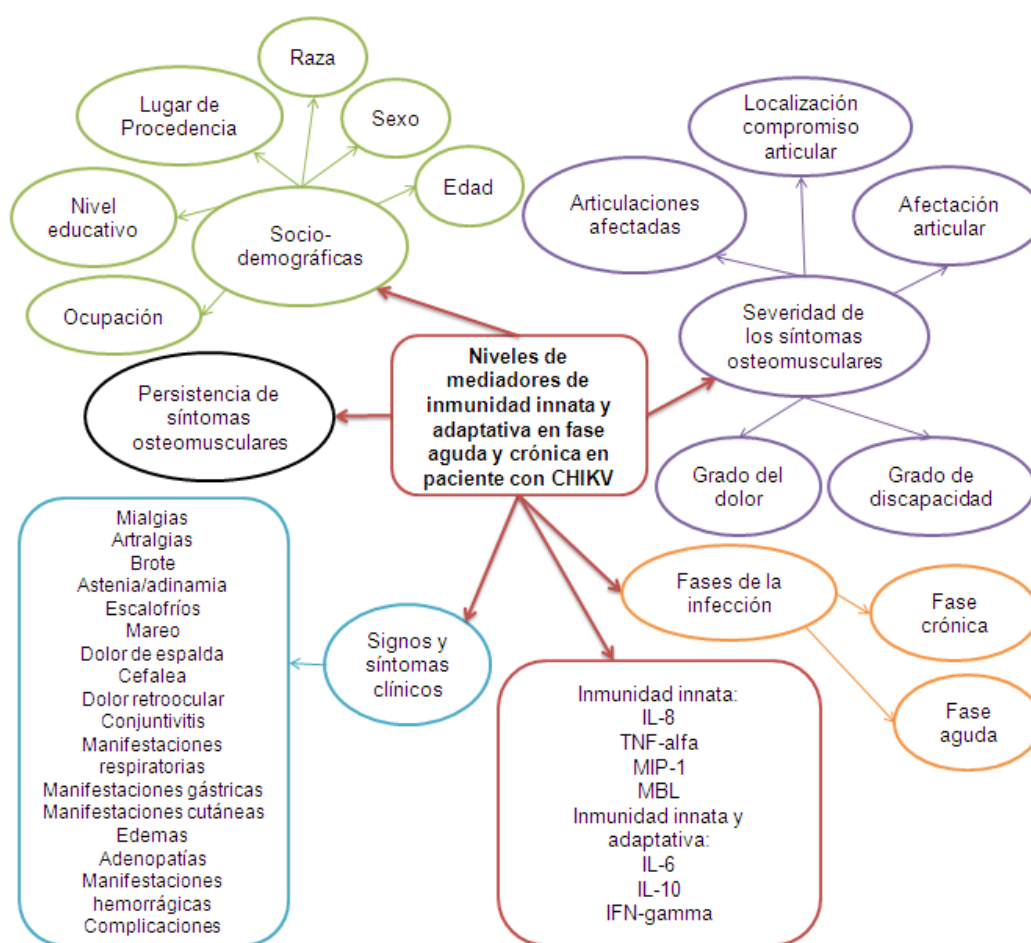 Raza
Lugar de
Procedencia
Sexo
Edad
Nivel
educativo
Socio-
demográficas
Ocupación
Localización
compromiso
articular
Articulaciones
afectadas
Afectación
articular
Severidad de
los síntomas
osteomusculares
Grado del
dolor
Grado de
discapacidad
Niveles de
mediadores de
inmunidad innata y
adaptativa en fase
aguda y crónica en
paciente con CHIKV
Persistencia de
síntomas
osteomusculares
Mialgias
Artralgias
Brote
Astenia/adinamia
Escalofríos
Mareo
Dolor de espalda
Cefalea
Dolor retroocular
Conjuntivitis
Manifestaciones
respiratorias
Manifestaciones gástricas
Manifestaciones cutáneas
Edemas
Adenopatías
Manifestaciones
hemorrágicas
Complicaciones
Signos y
síntomas
clínicos
Fases de la
infección
Fase
crónica
Fase
aguda
Inmunidad innata:
IL-8
TNF-alfa
MIP-1
MBL
Inmunidad innata y
adaptativa:
IL-6
IL-10
IFN-gamma